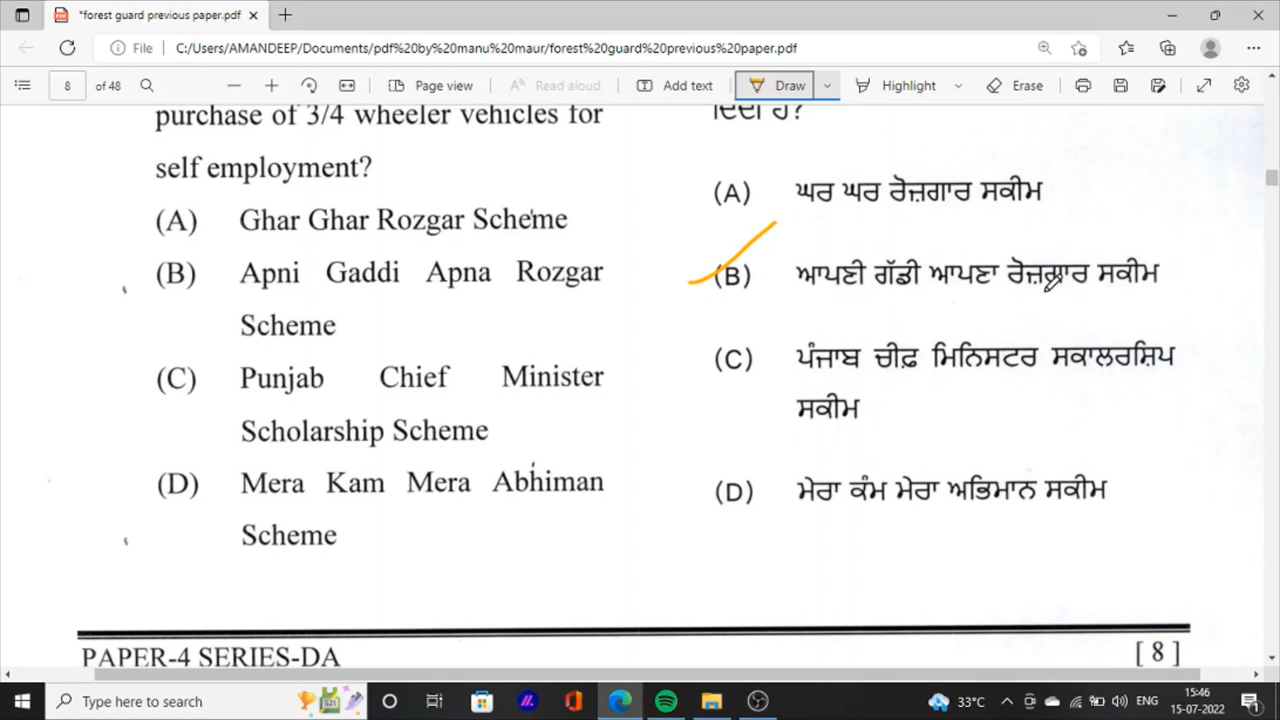 *forest guard previous paper.pdf
File
C:/Users/AMANDEEP/Documents/pdf%20by%20manu%20maur/forest%20guard%20previous%20paper.pdf
8 of 48
Page view
Read aloud
Add text
Draw
Highlight
Erase
purchase of 3/4 wheeler vehicles for
self employment?
(A) Ghar Ghar Rozgar Scheme
(B) Apni Gaddi Apna Rozgar
Scheme
(C) Punjab Chief Minister
Scholarship Scheme
(D) Mera Kam Mera Abhiman
Scheme
ਦਿੰਦੀ ਹੈ?
(A) ਘਰ ਘਰ ਰੋਜ਼ਗਾਰ ਸਕੀਮ
(B) ਆਪਣੀ ਗੱਡੀ ਆਪਣਾ ਰੋਜ਼ਗਾਰ ਸਕੀਮ
(C) ਪੰਜਾਬ ਚੀਫ਼ ਮਿਨਿਸਟਰ ਸਕਾਲਰਸ਼ਿਪ
ਸਕੀਮ
(D) ਮੇਰਾ ਕੰਮ ਮੇਰਾ ਅਭਿਮਾਨ ਸਕੀਮ
PAPER-4 SERIES-DA
[ 8 ]
Type here to search
33°C
ENG
15:46
15-07-2022